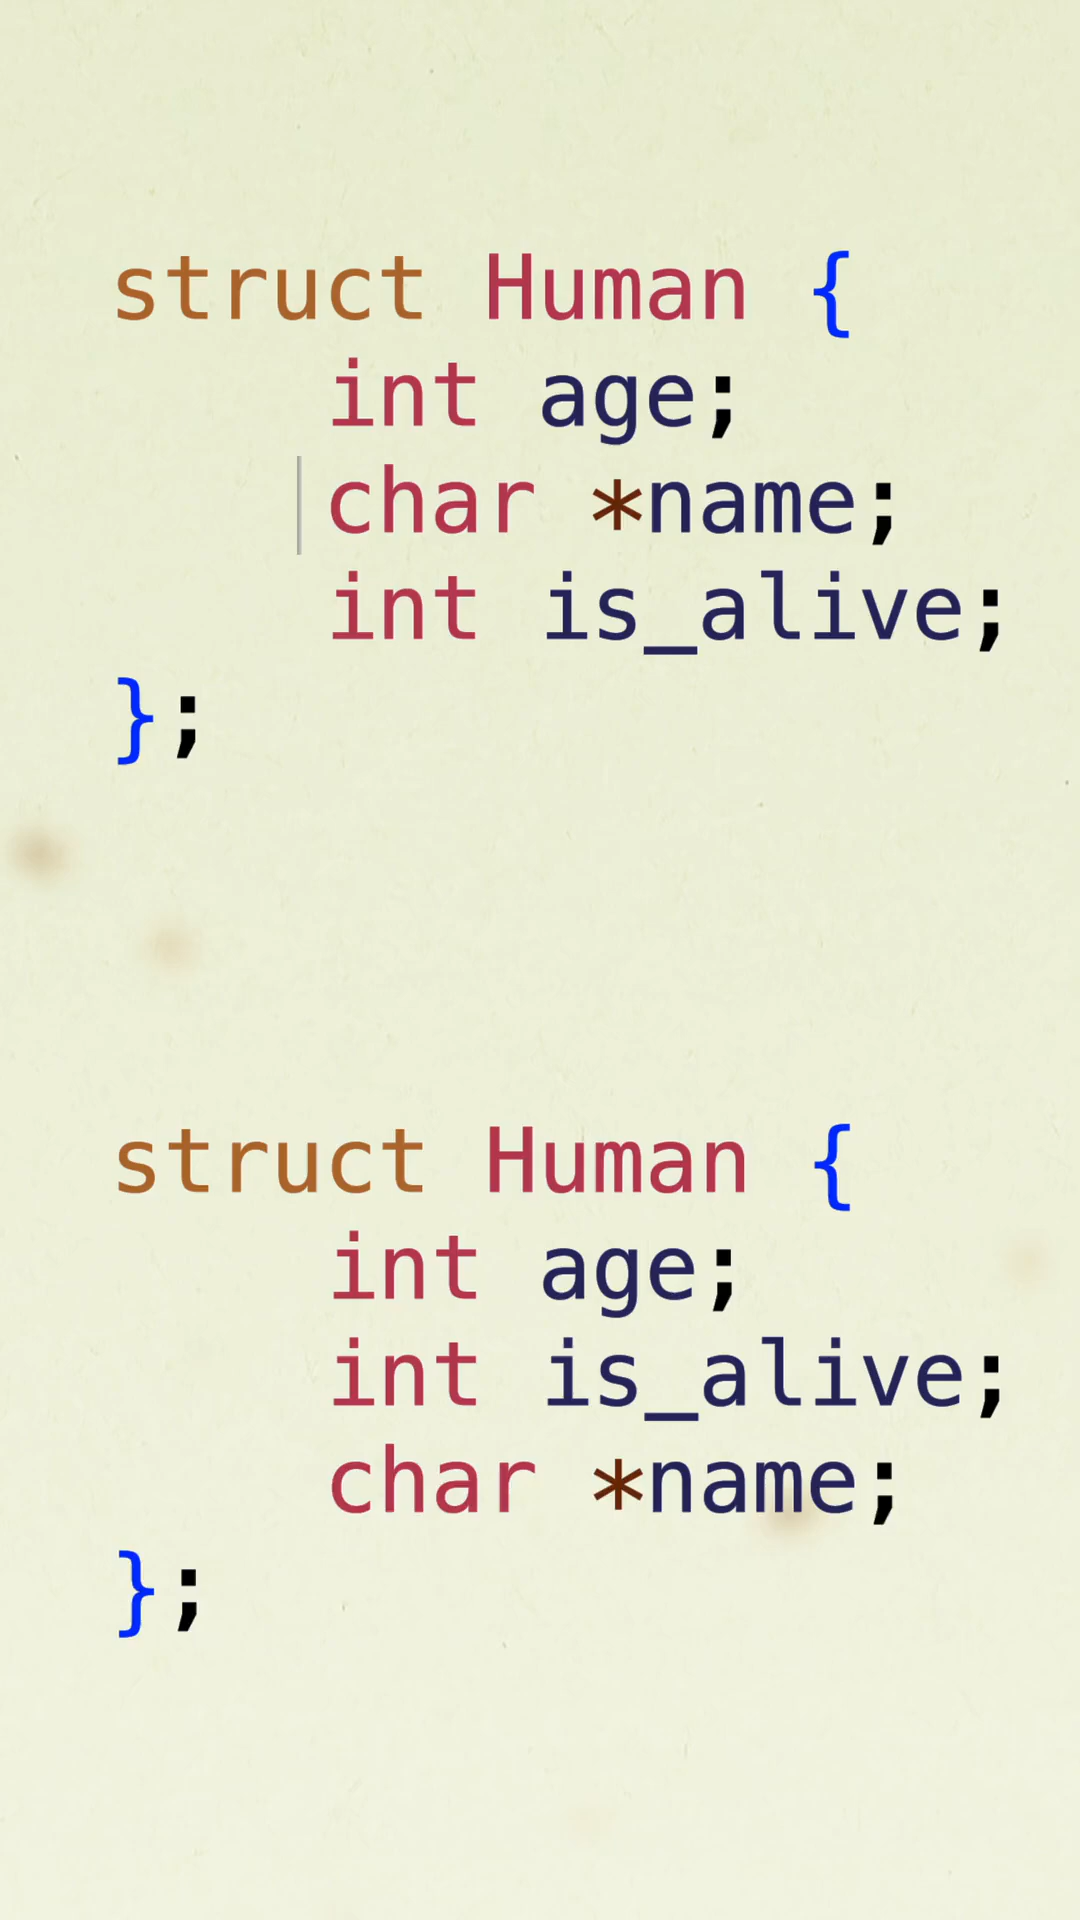 struct Human {
    int age;
    char *name;
    int is_alive;
};
struct Human {
    int age;
    int is_alive;
    char *name;
};